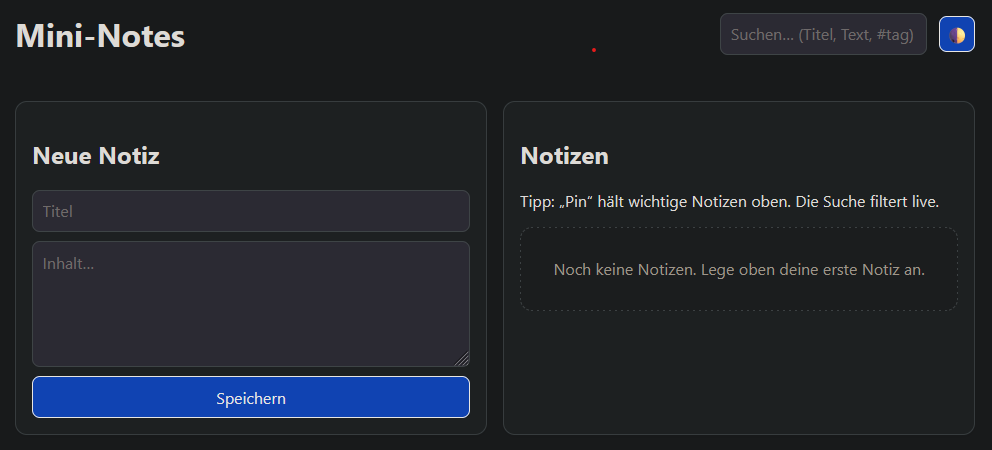 Mini-Notes
Suchen... (Titel, Text, #tag)
Neue Notiz
Titel
Inhalt...
Speichern
Notizen
Tipp: „Pin“ hält wichtige Notizen oben. Die Suche filtert live.
Noch keine Notizen. Lege oben deine erste Notiz an.